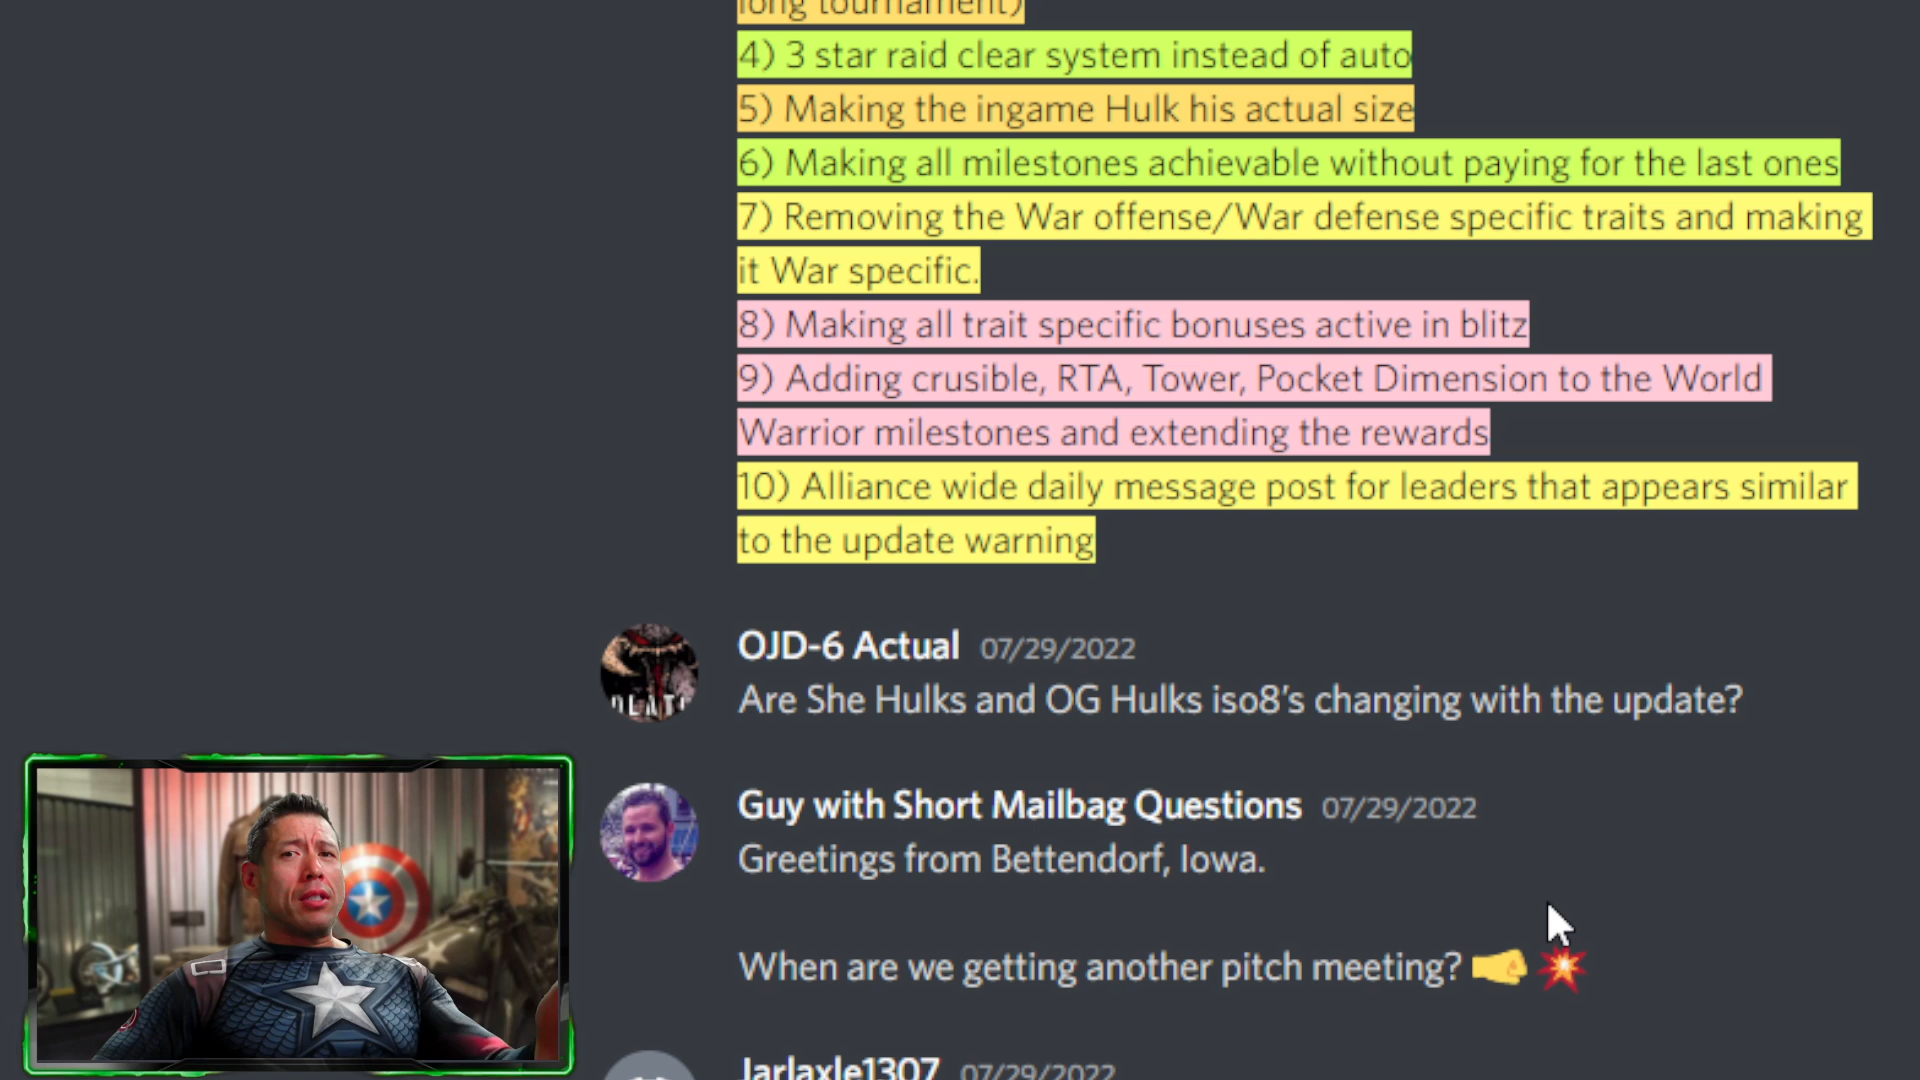 long tournament)
4) 3 star raid clear system instead of auto
5) Making the ingame Hulk his actual size
6) Making all milestones achievable without paying for the last ones
7) Removing the War offense/War defense specific traits and making
it War specific.
8) Making all trait specific bonuses active in blitz
9) Adding crusible, RTA, Tower, Pocket Dimension to the World
Warrior milestones and extending the rewards
10) Alliance wide daily message post for leaders that appears similar
to the update warning
OJD-6 Actual 07/29/2022
Are She Hulks and OG Hulks iso8's changing with the update?
Guy with Short Mailbag Questions 07/29/2022
Greetings from Bettendorf, Iowa.
When are we getting another pitch meeting? 🤜 💥
Jarlaxle1307 07/29/2022